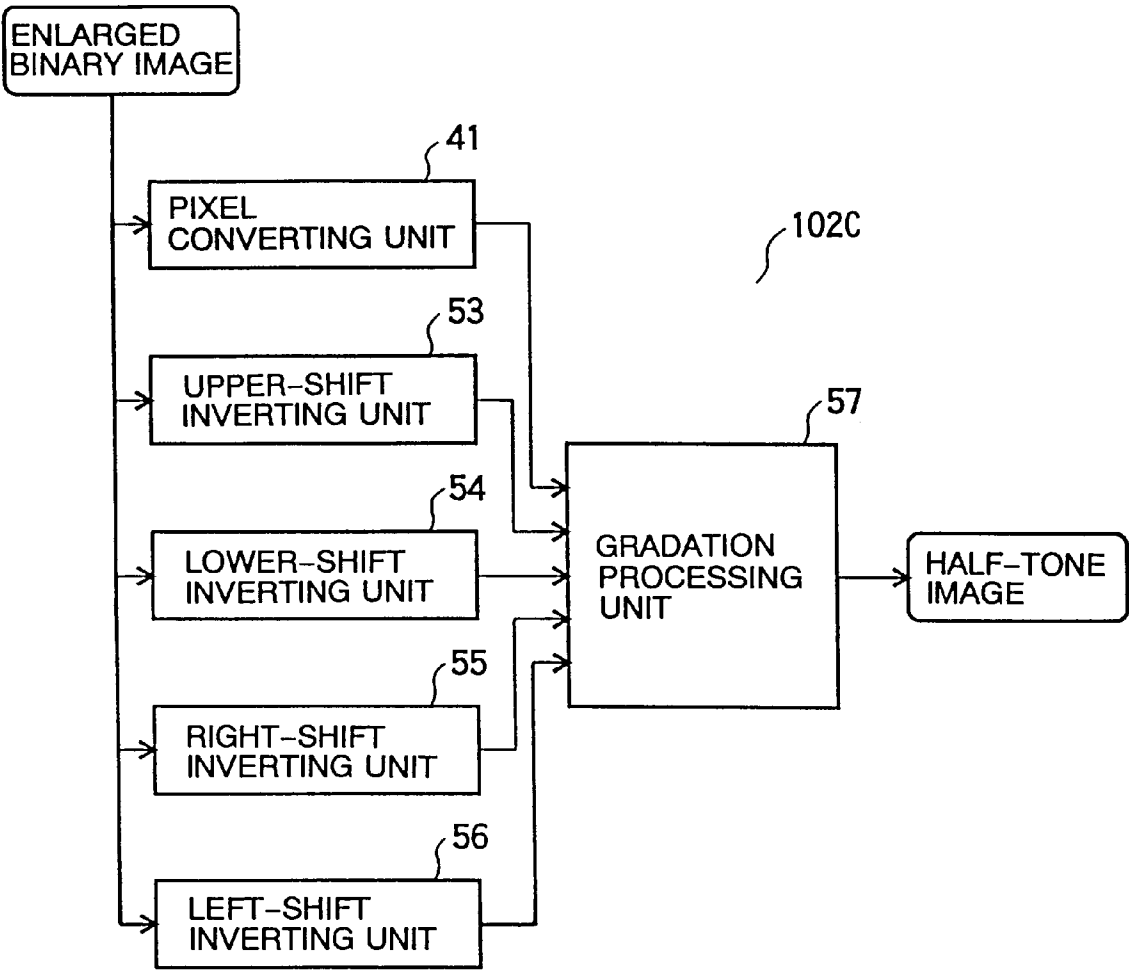 ENLARGED
BINARY IMAGE
41
PIXEL
CONVERTING UNIT
102C
53
UPPER-SHIFT
INVERTING UNIT
57
54
LOWER-SHIFT
INVERTING UNIT
GRADATION
PROCESSING
UNIT
HALF-TONE
IMAGE
55
RIGHT-SHIFT
INVERTING UNIT
56
LEFT-SHIFT
INVERTING UNIT